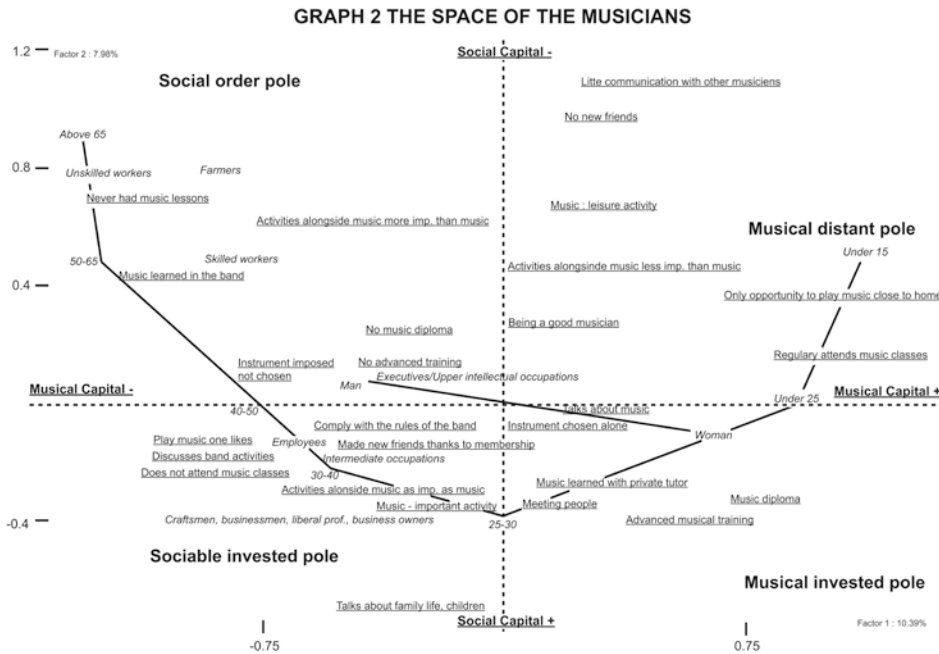 GRAPH 2 THE SPACE OF THE MUSICIANS
1.2
Factor 2 : 7.98%
Social Capital -
Social order pole
Litte communication with other musiciens
No new friends
Above 65
0.8
Unskilled workers
Farmers
Never had music lessons
Music : leisure activity
Activities alongside music more imp. than music
Musical distant pole
Under 15
50-65
Skilled workers
Music learned in the band
Activities alongsinde music less imp. than music
0.4
Only opportunity to play music close to home
No music diploma
Being a good musician
Instrument imposed
not chosen
No advanced training
Regulary attends music classes
Executives/Upper intellectual occupations
Man
Musical Capital -
Under 25
Musical Capital +
40-50
Talks about music
Comply with the rules of the band
Instrument chosen alone
Woman
Play music one likes
Employees
Made new friends thanks to membership
Discusses band activities
Intermediate occupations
Does not attend music classes
30-40
Activities alonside music as imp. as music
Music learned with private tutor
Music - important activity
Meeting people
Music diploma
-0.4
Craftsmen, businessmen, liberal prof., business owners
25-30
Advanced musical training
Sociable invested pole
Musical invested pole
Talks about family life, children
Social Capital +
Factor 1 : 10.39%
-0.75
0.75